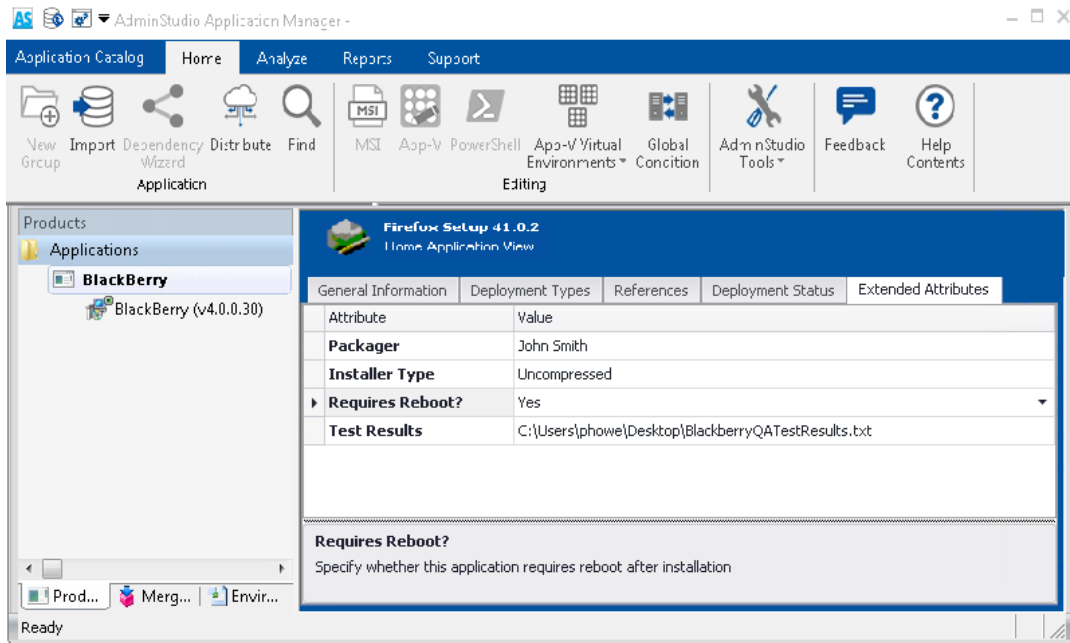 AS AdminStudio Application Manager -
Application Catalog Home Analyze Reports Support
New Group Import Dependency Wizard Distribute Find MSI MSI App-V PowerShell App-V Virtual Environments Global Condition AdminStudio Tools Feedback Help Contents
Application Editing
Products
Applications
BlackBerry
BlackBerry (v4.0.0.30)
Firefox Setup 41.0.2
Home Application View
General Information Deployment Types References Deployment Status Extended Attributes
Attribute Value
Packager John Smith
Installer Type Uncompressed
Requires Reboot? Yes
Test Results C:\Users\phowe\Desktop\BlackberryQATestResults.txt
Requires Reboot?
Specify whether this application requires reboot after installation
Prod... Merg... Envir...
Ready